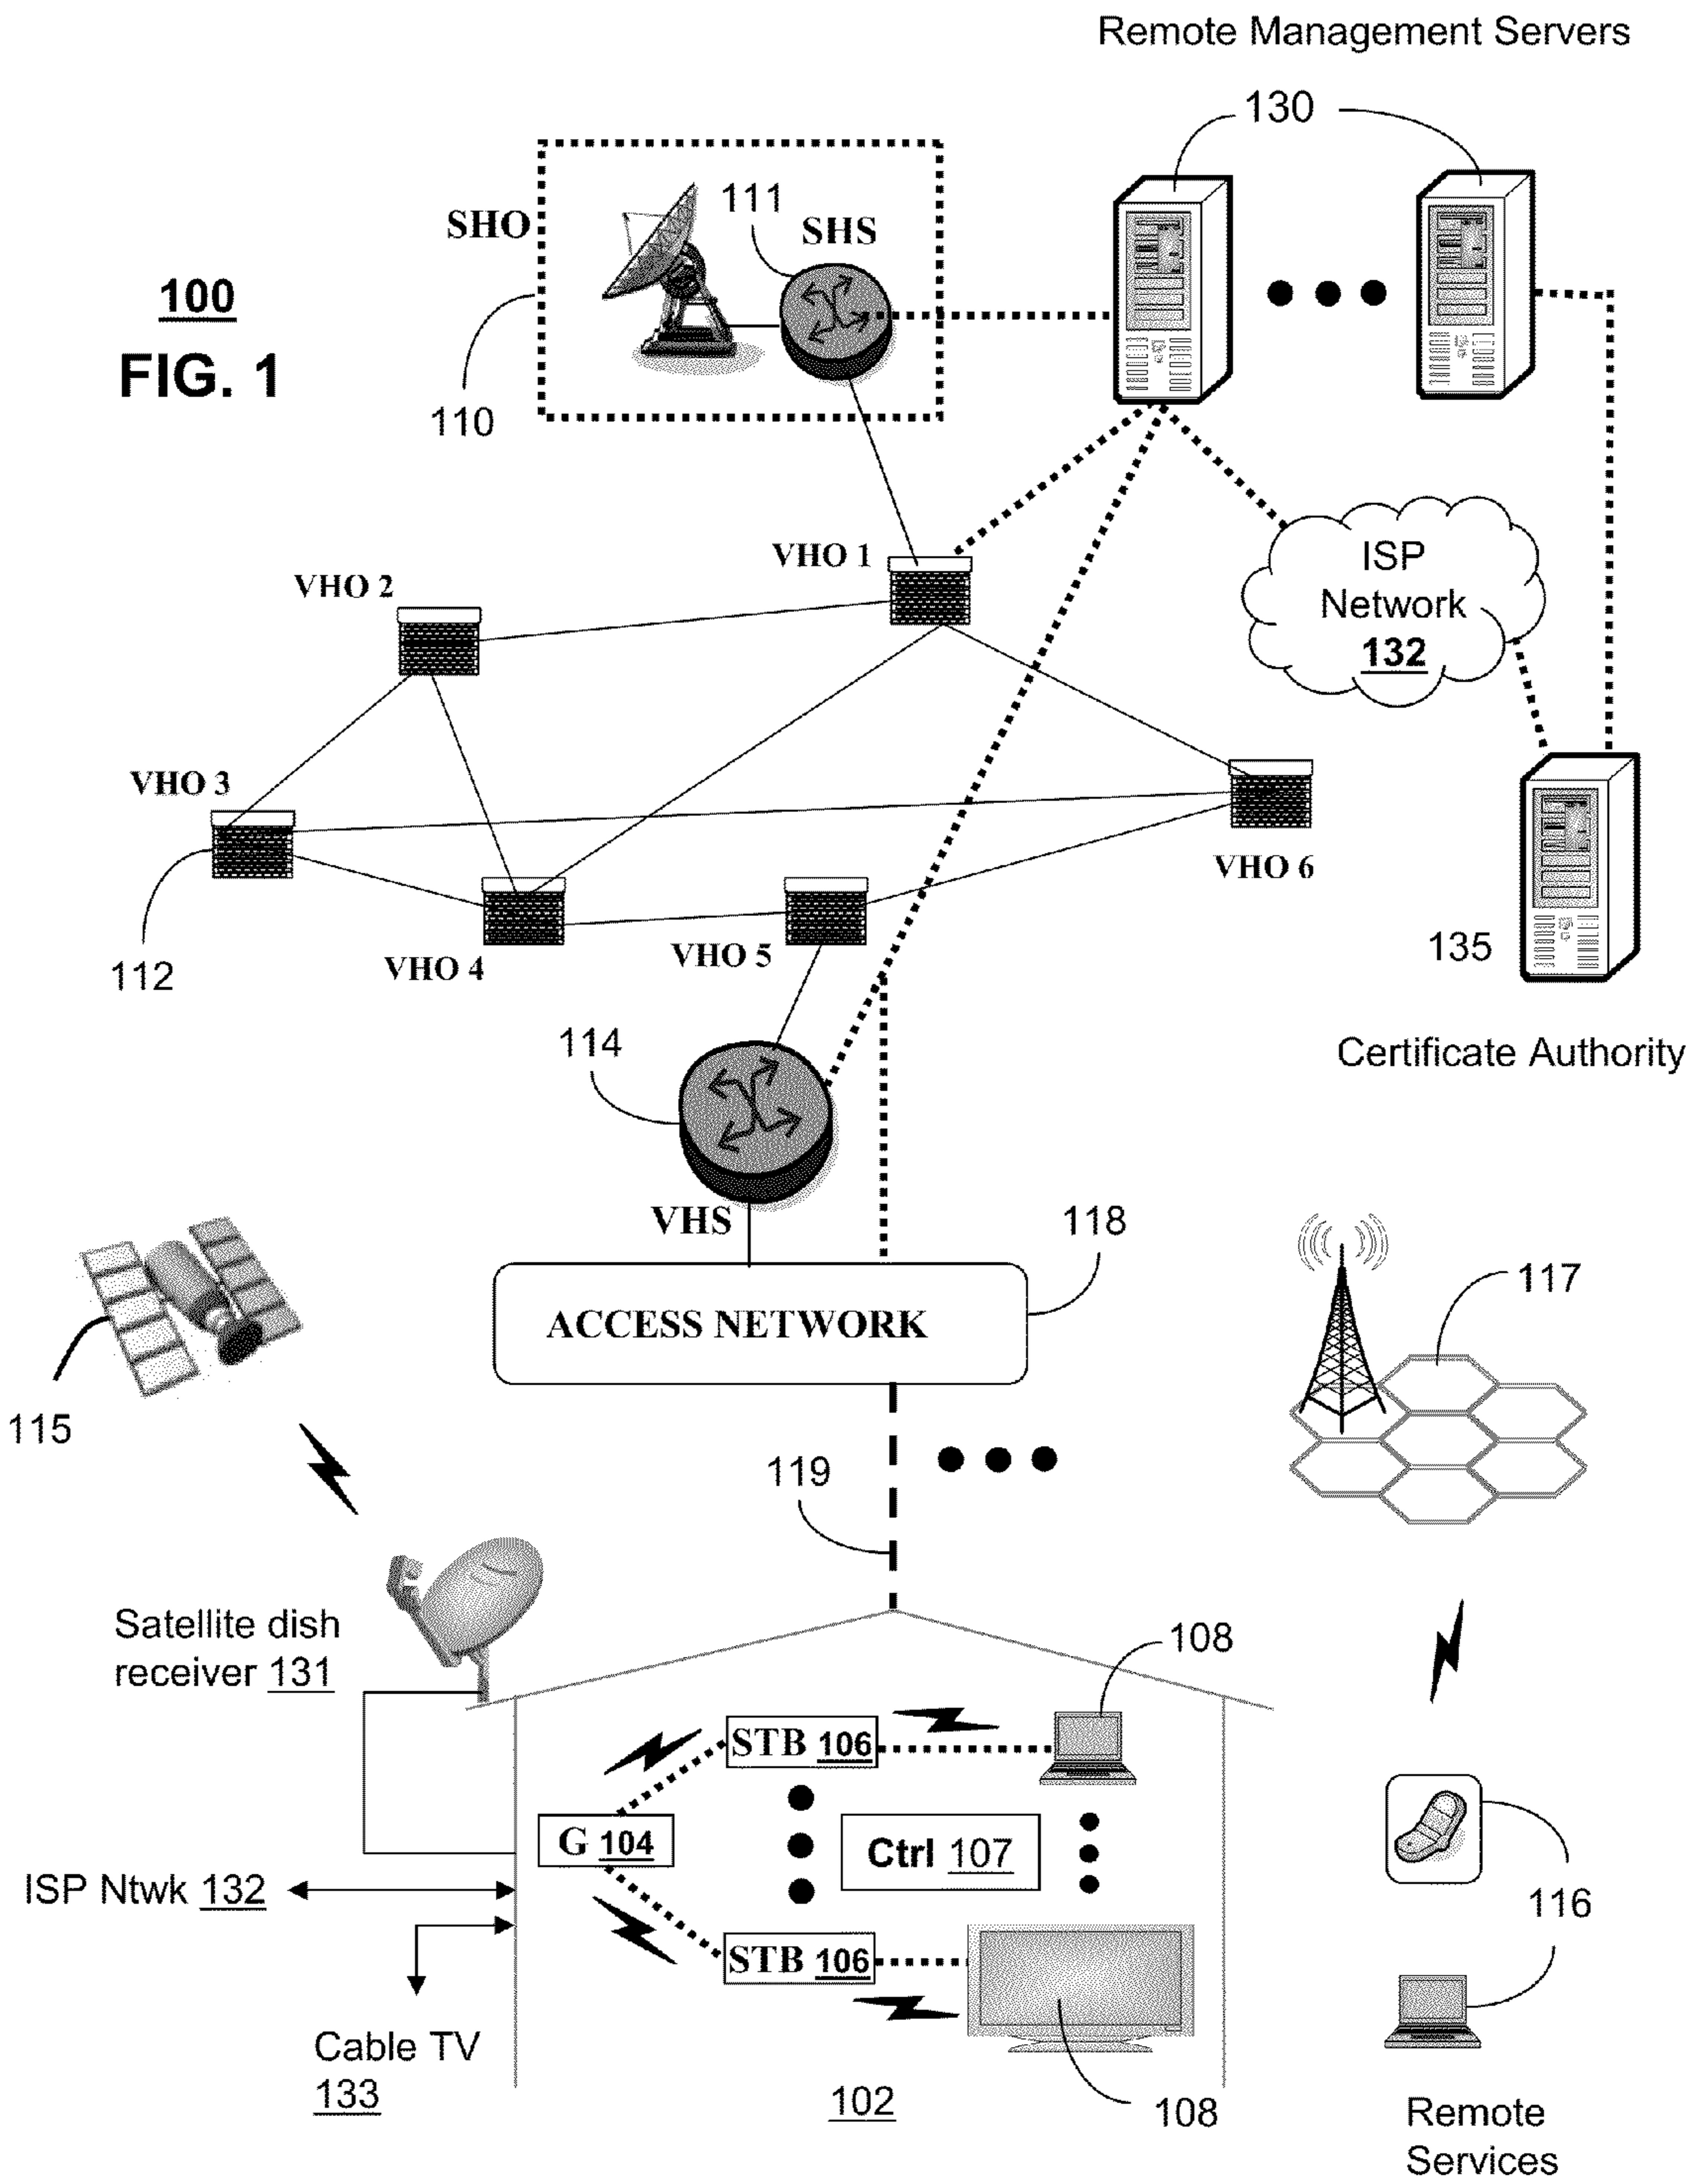 Remote Management Servers
130
111
SHO
SHS
100
FIG. 1
110
VHO 1
ISP
Network
132
VHO 2
VHO 3
VHO 6
112
VHO 4
VHO 5
135
114
Certificate Authority
VHS
118
117
ACCESS NETWORK
115
119
Satellite dish
receiver 131
108
STB 106
G 104
Ctrl 107
ISP Ntwk 132
116
STB 106
Cable TV
133
102
108
Remote
Services